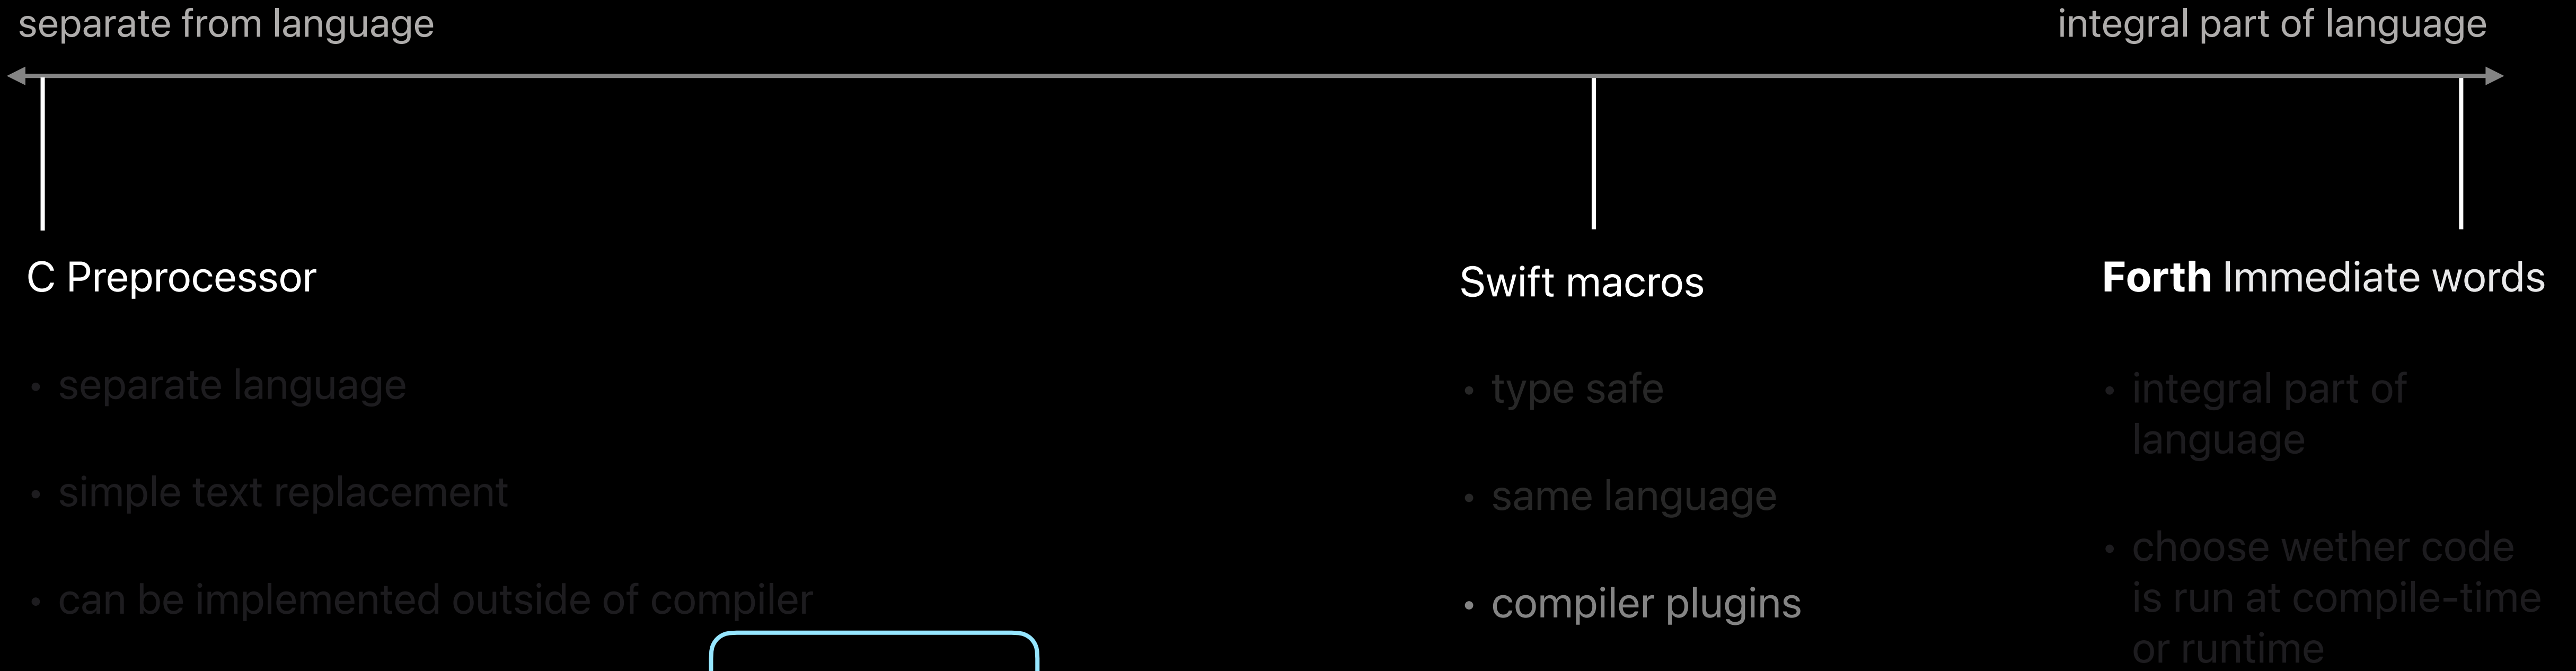 separate from language
integral part of language
C Preprocessor
• separate language
• simple text replacement
• can be implemented outside of compiler
Swift macros
• type safe
• same language
• compiler plugins
Forth Immediate words
• integral part of
language
• choose wether code
is run at compile-time
or runtime